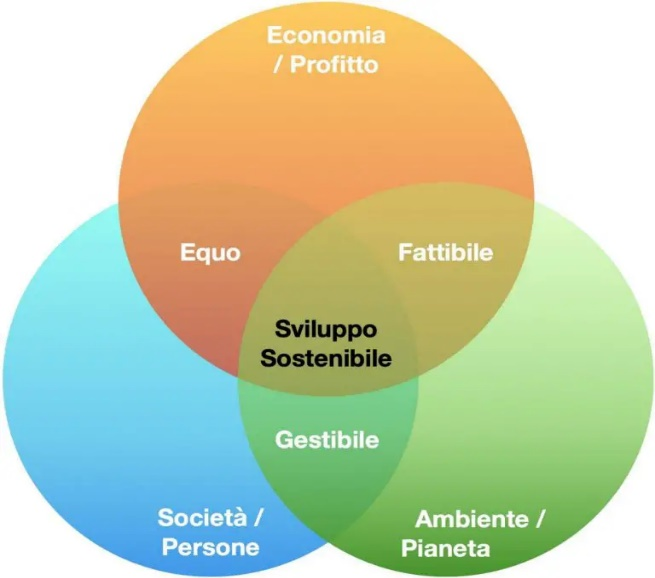 Economia
/ Profitto
Equo
Fattibile
Sviluppo
Sostenibile
Gestibile
Società /
Persone
Ambiente /
Pianeta